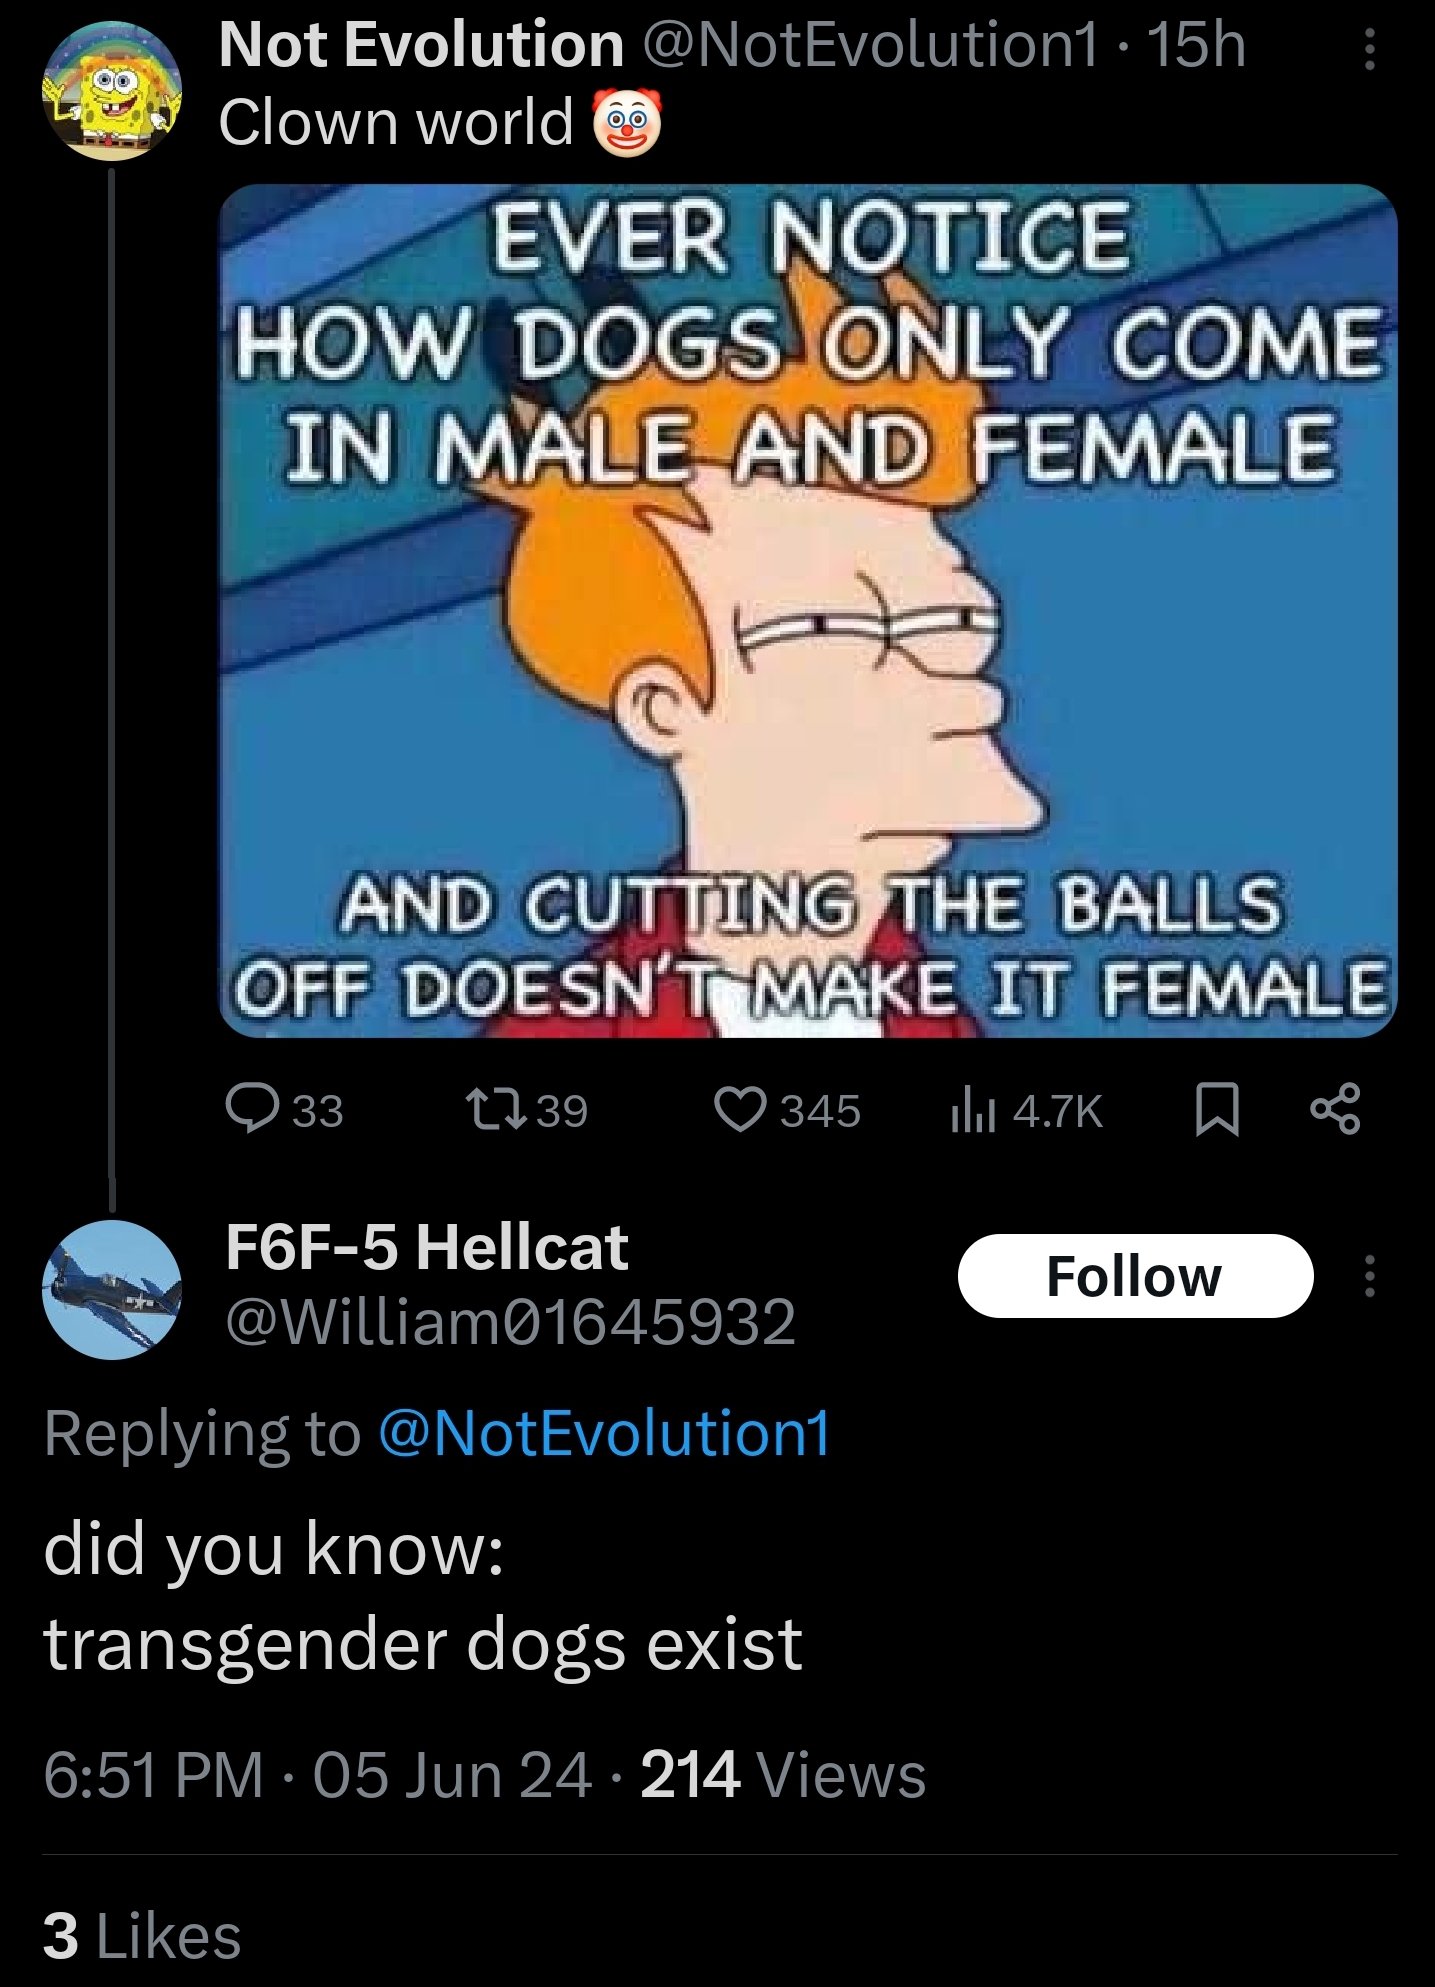 Not Evolution @NotEvolution1 · 15h
Clown world 🤡
EVER NOTICE
HOW DOGS ONLY COME
IN MALE AND FEMALE
AND CUTTING THE BALLS
OFF DOESN'T MAKE IT FEMALE
33 39 345 4.7K
F6F-5 Hellcat
@William01645932
Follow
Replying to @NotEvolution1
did you know:
transgender dogs exist
6:51 PM · 05 Jun 24 · 214 Views
3 Likes